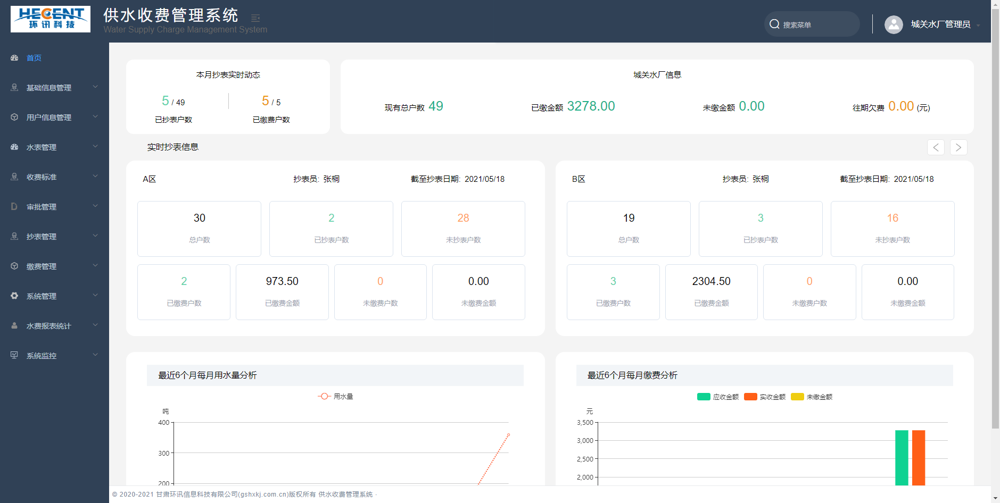 HECENT
环讯科技
供水收费管理系统
Water Supply Charge Management System
搜索菜单
城关水厂管理员
首页
基础信息管理
用户信息管理
水表管理
收费标准
审批管理
抄表管理
缴费管理
系统管理
水费报表统计
系统监控
本月抄表实时动态
5 / 49
已抄表户数
5 / 5
已缴费户数
城关水厂信息
现有总户数 49
已缴金额 3278.00
未缴金额 0.00
往期欠费 0.00 (元)
实时抄表信息
A区
抄表员: 张桐
截至抄表日期: 2021/05/18
30
总户数
2
已抄表户数
28
未抄表户数
2
已缴费户数
973.50
已缴费金额
0
未缴费户数
0.00
未缴费金额
B区
抄表员: 张桐
截至抄表日期: 2021/05/18
19
总户数
3
已抄表户数
16
未抄表户数
3
已缴费户数
2304.50
已缴费金额
0
未缴费户数
0.00
未缴费金额
最近6个月每月用水量分析
用水量
吨
400
300
200
最近6个月每月缴费分析
应收金额
实收金额
未缴金额
元
3,500
3,000
2,500
2,000
© 2020-2021 甘肃环讯信息科技有限公司(gshxkj.com.cn)版权所有 供水收费管理系统 ·